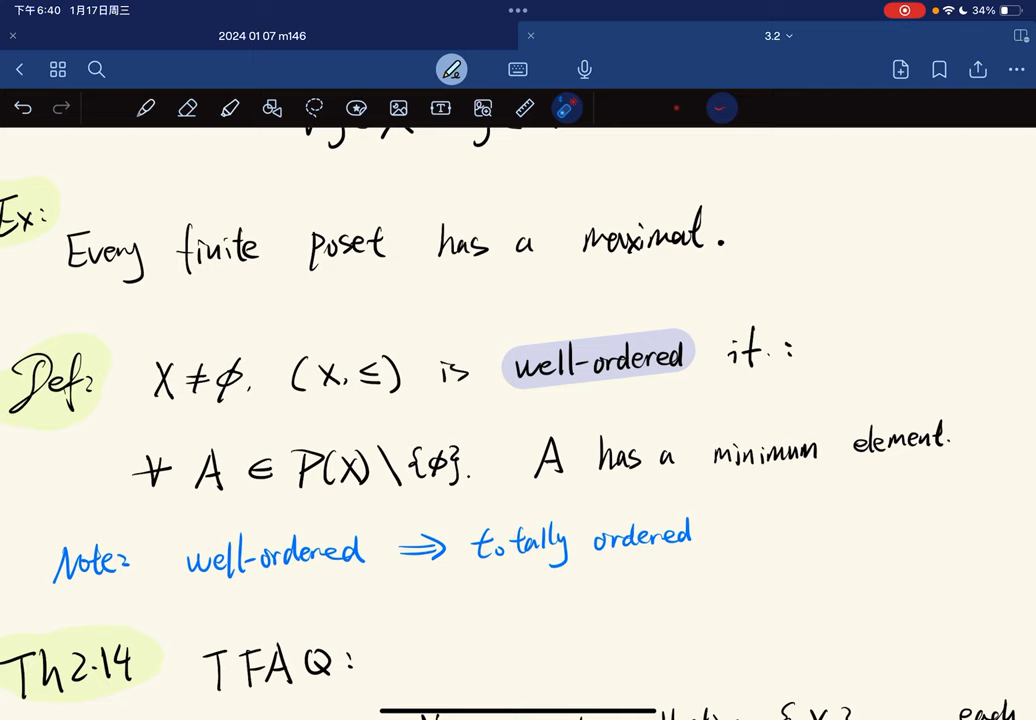 下午6:40 1月17日周三
34%
2024 01 07 m146
3.2
Ex:
Every finite poset has a maximal.
Def: X ≠ ϕ. (X, ≤) is well-ordered if :
∀ A ∈ P(X) \ {ϕ}. A has a minimum element.
Note: well-ordered ⇒ totally ordered
Th 2.14 TFAQ:
each